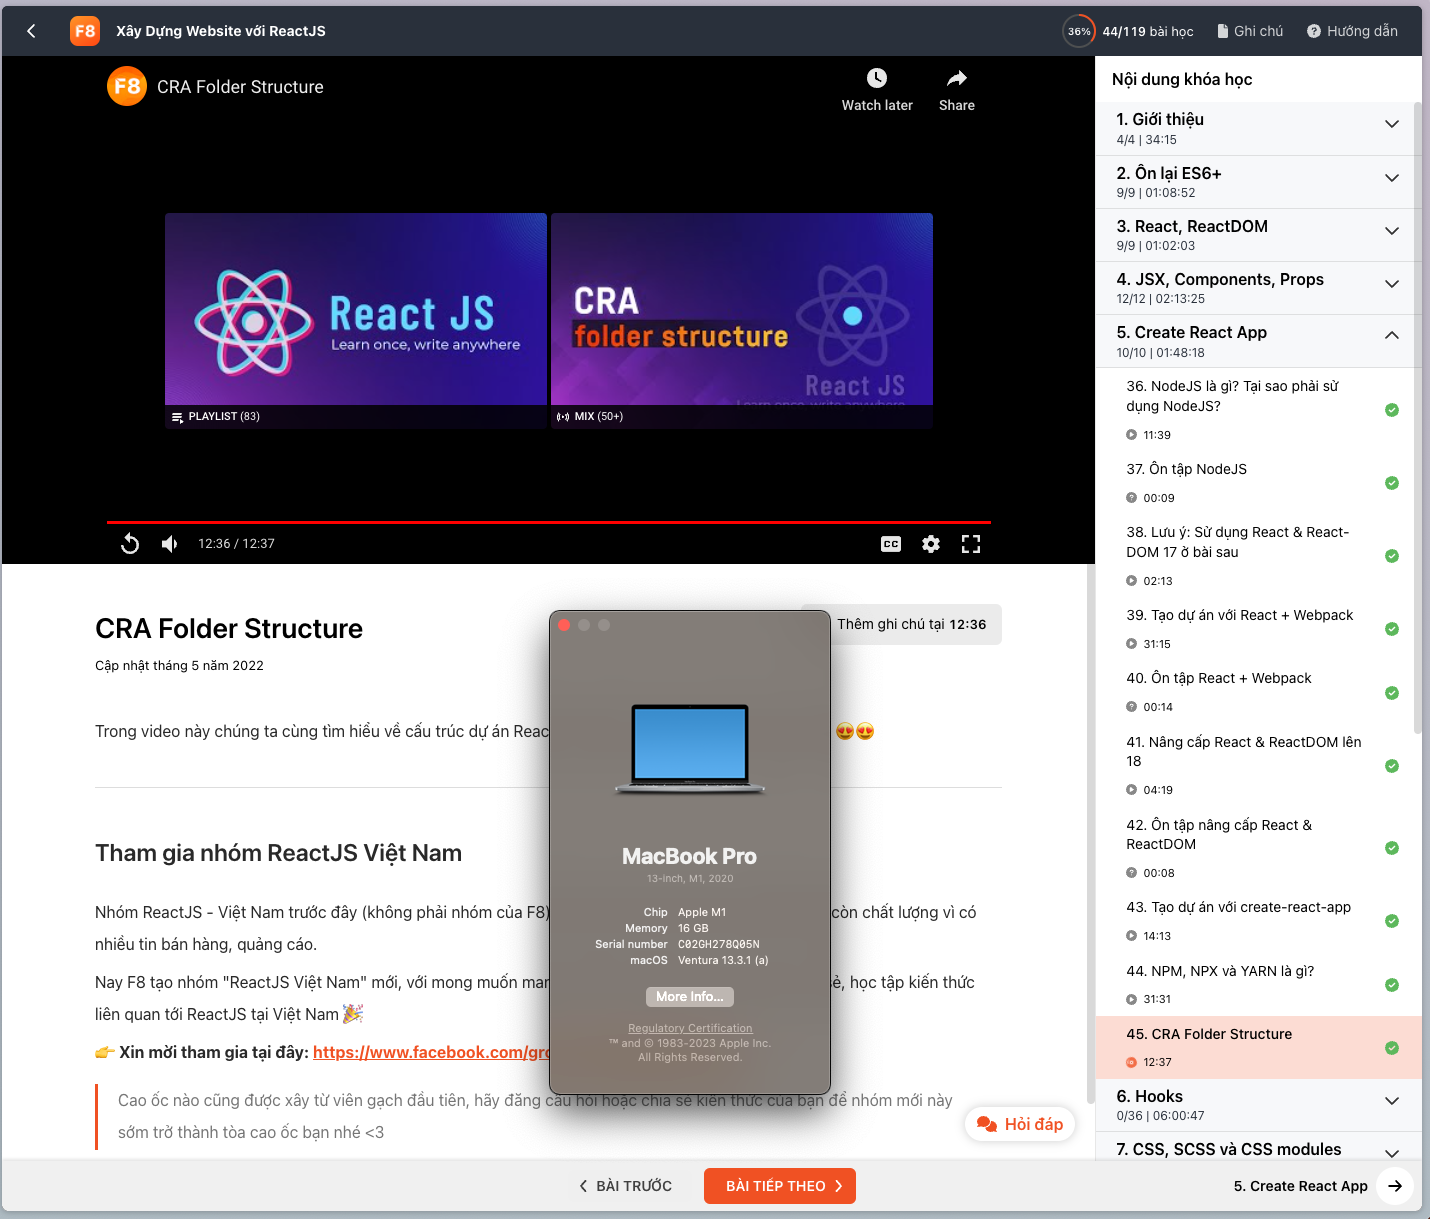 F8
Xây Dựng Website với ReactJS
36%
44/119 bài học
Ghi chú
Hướng dẫn
F8
CRA Folder Structure
Watch later
Share
React JS
Learn once, write anywhere
PLAYLIST (83)
CRA
folder structure
React JS
Learn once, write anywhere
MIX (50+)
12:36 / 12:37
CC
CRA Folder Structure
Cập nhật tháng 5 năm 2022
Thêm ghi chú tại 12:36
Trong video này chúng ta cùng tìm hiểu về cấu trúc dự án Reac
😍😍
Tham gia nhóm ReactJS Việt Nam
Nhóm ReactJS - Việt Nam trước đây (không phải nhóm của F8)
còn chất lượng vì có
nhiều tin bán hàng, quảng cáo.
Nay F8 tạo nhóm "ReactJS Việt Nam" mới, với mong muốn man
sẻ, học tập kiến thức
liên quan tới ReactJS tại Việt Nam 🎉
👉 Xin mời tham gia tại đây: https://www.facebook.com/gro
Cao ốc nào cũng được xây từ viên gạch đầu tiên, hãy đăng câu hỏi hoặc chia sẻ kiến thức của bạn để nhóm mới này
sớm trở thành tòa cao ốc bạn nhé <3
MacBook Pro
13-inch, M1, 2020
Chip Apple M1
Memory 16 GB
Serial number C02GH278Q05N
macOS Ventura 13.3.1 (a)
More Info...
Regulatory Certification
™ and © 1983-2023 Apple Inc.
All Rights Reserved.
Hỏi đáp
Nội dung khóa học
1. Giới thiệu
4/4 | 34:15
2. Ôn lại ES6+
9/9 | 01:08:52
3. React, ReactDOM
9/9 | 01:02:03
4. JSX, Components, Props
12/12 | 02:13:25
5. Create React App
10/10 | 01:48:18
36. NodeJS là gì? Tại sao phải sử
dụng NodeJS?
11:39
37. Ôn tập NodeJS
00:09
38. Lưu ý: Sử dụng React & React-
DOM 17 ở bài sau
02:13
39. Tạo dự án với React + Webpack
31:15
40. Ôn tập React + Webpack
00:14
41. Nâng cấp React & ReactDOM lên
18
04:19
42. Ôn tập nâng cấp React &
ReactDOM
00:08
43. Tạo dự án với create-react-app
14:13
44. NPM, NPX và YARN là gì?
31:31
45. CRA Folder Structure
12:37
6. Hooks
0/36 | 06:00:47
7. CSS, SCSS và CSS modules
BÀI TRƯỚC
BÀI TIẾP THEO
5. Create React App